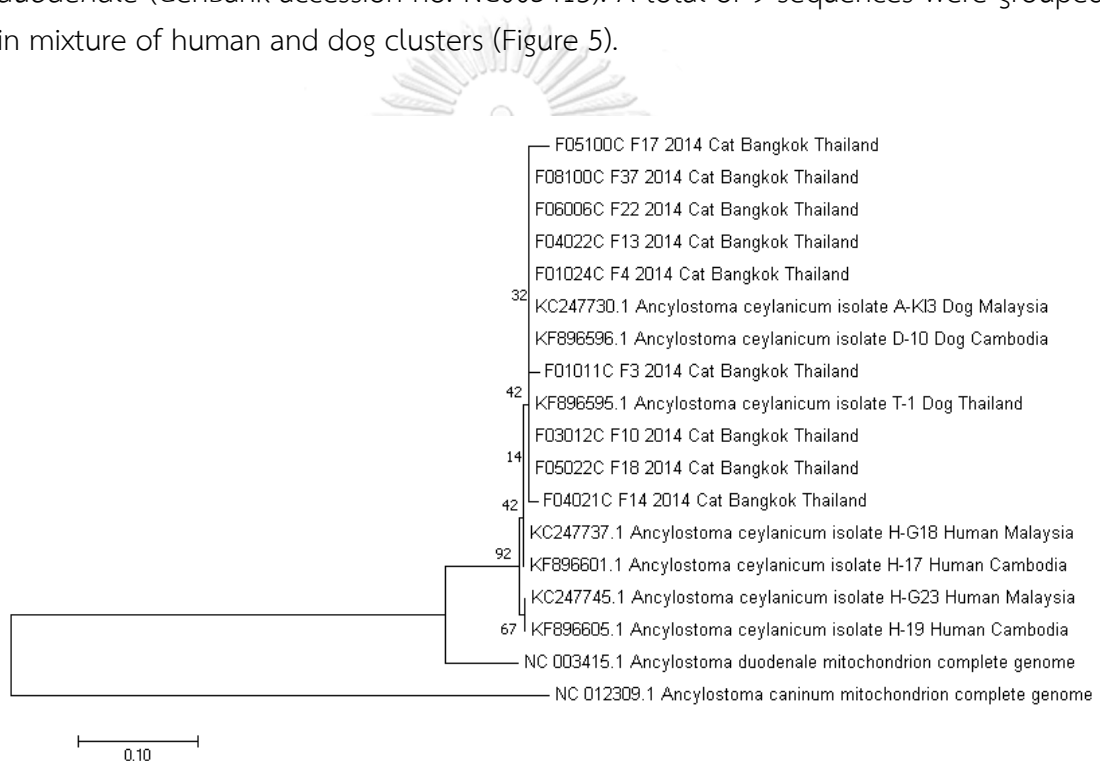 duodenale (GenBank accession no. NC003415). A total of 9 sequences were grouped
in mixture of human and dog clusters (Figure 5).
F05100C F17 2014 Cat Bangkok Thailand
F08100C F37 2014 Cat Bangkok Thailand
F06006C F22 2014 Cat Bangkok Thailand
F04022C F13 2014 Cat Bangkok Thailand
F01024C F4 2014 Cat Bangkok Thailand
32
KC247730.1 Ancylostoma ceylanicum isolate A-KI3 Dog Malaysia
KF896596.1 Ancylostoma ceylanicum isolate D-10 Dog Cambodia
F01011C F3 2014 Cat Bangkok Thailand
42
KF896595.1 Ancylostoma ceylanicum isolate T-1 Dog Thailand
F03012C F10 2014 Cat Bangkok Thailand
14
F05022C F18 2014 Cat Bangkok Thailand
42
F04021C F14 2014 Cat Bangkok Thailand
KC247737.1 Ancylostoma ceylanicum isolate H-G18 Human Malaysia
92
KF896601.1 Ancylostoma ceylanicum isolate H-17 Human Cambodia
KC247745.1 Ancylostoma ceylanicum isolate H-G23 Human Malaysia
67
KF896605.1 Ancylostoma ceylanicum isolate H-19 Human Cambodia
NC 003415.1 Ancylostoma duodenale mitochondrion complete genome
NC 012309.1 Ancylostoma caninum mitochondrion complete genome
0.10